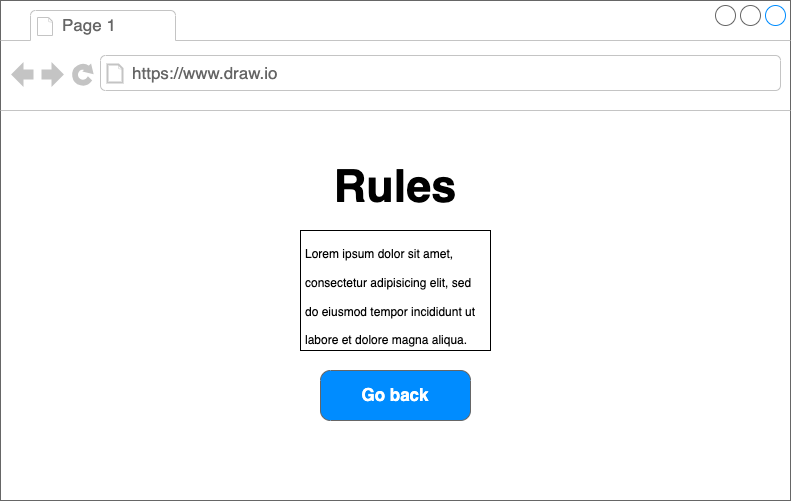 Page 1
https://www.draw.io
Rules
Lorem ipsum dolor sit amet,
consectetur adipisicing elit, sed
do eiusmod tempor incididunt ut
labore et dolore magna aliqua.
Go back